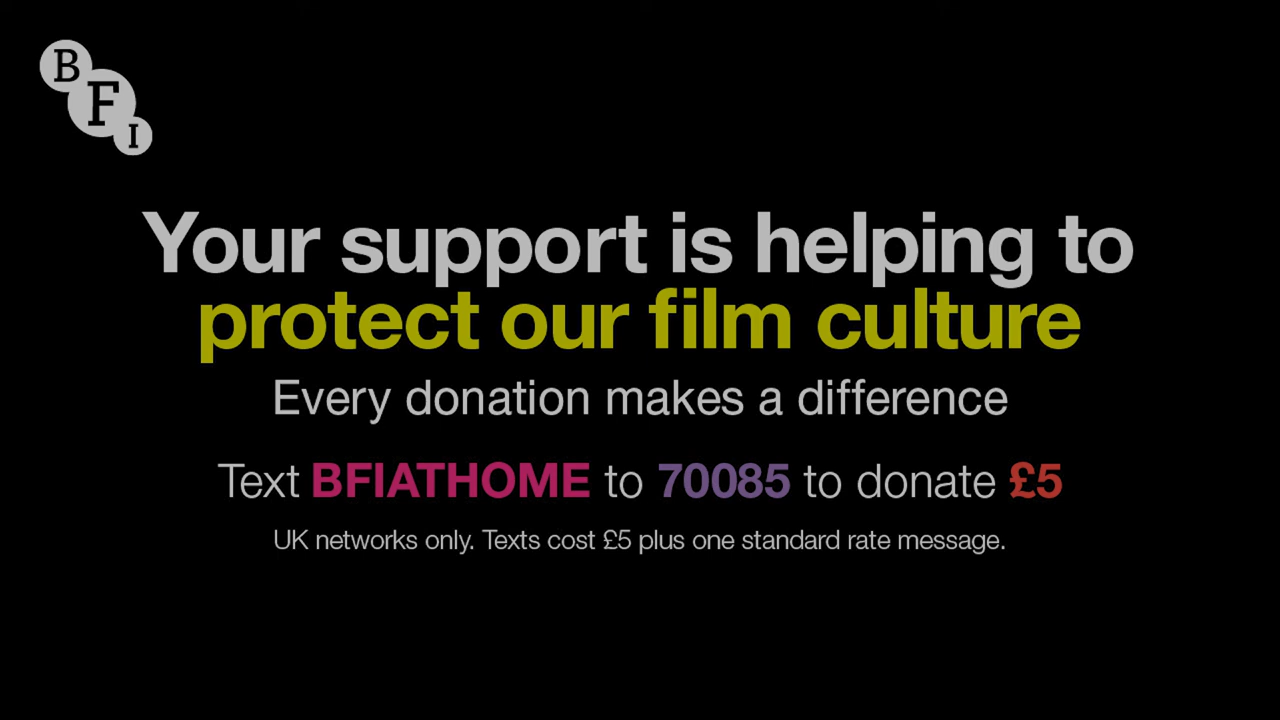 BFI
Your support is helping to
protect our film culture
Every donation makes a difference
Text BFIATHOME to 70085 to donate £5
UK networks only. Texts cost £5 plus one standard rate message.